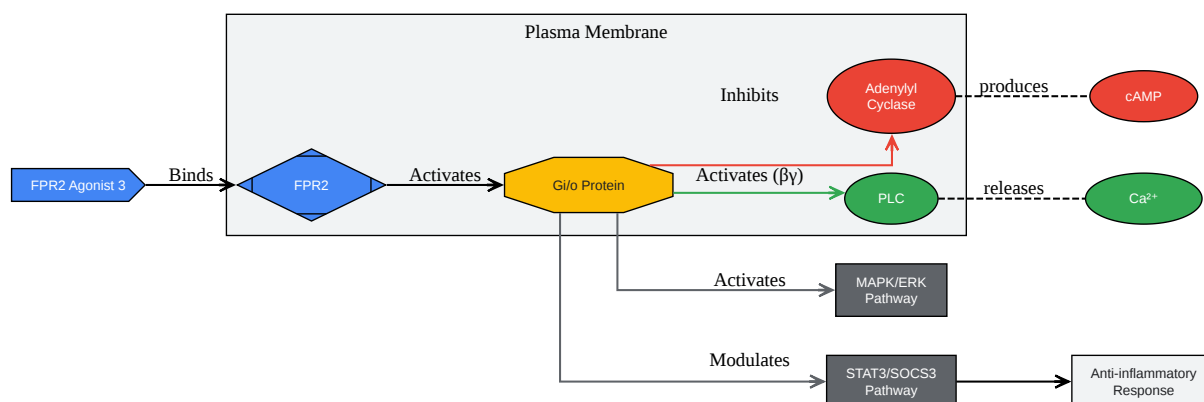 Plasma Membrane
Inhibits
Adenylyl
Cyclase
produces
cAMP
FPR2 Agonist 3
Binds
FPR2
Activates
Gi/o Protein
Activates (βγ)
PLC
releases
Ca²⁺
Activates
MAPK/ERK
Pathway
Modulates
STAT3/SOCS3
Pathway
Anti-inflammatory
Response